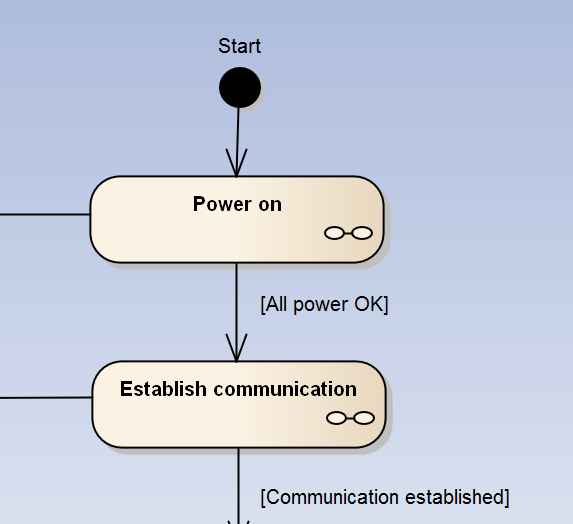 Start
Power on
[All power OK]
Establish communication
[Communication established]